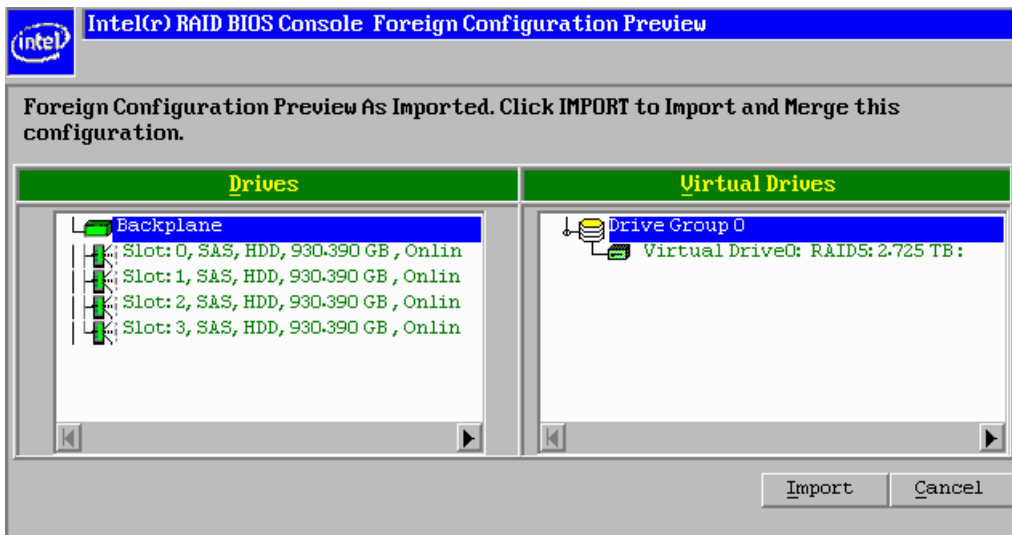 intel
Intel(r) RAID BIOS Console Foreign Configuration Preview
Foreign Configuration Preview As Imported. Click IMPORT to Import and Merge this
configuration.
Drives
Backplane
Slot: 0, SAS, HDD, 930.390 GB , Onlin
Slot: 1, SAS, HDD, 930.390 GB , Onlin
Slot: 2, SAS, HDD, 930.390 GB , Onlin
Slot: 3, SAS, HDD, 930.390 GB , Onlin
Virtual Drives
Drive Group 0
Virtual Drive0: RAID5: 2.725 TB:
Import
Cancel